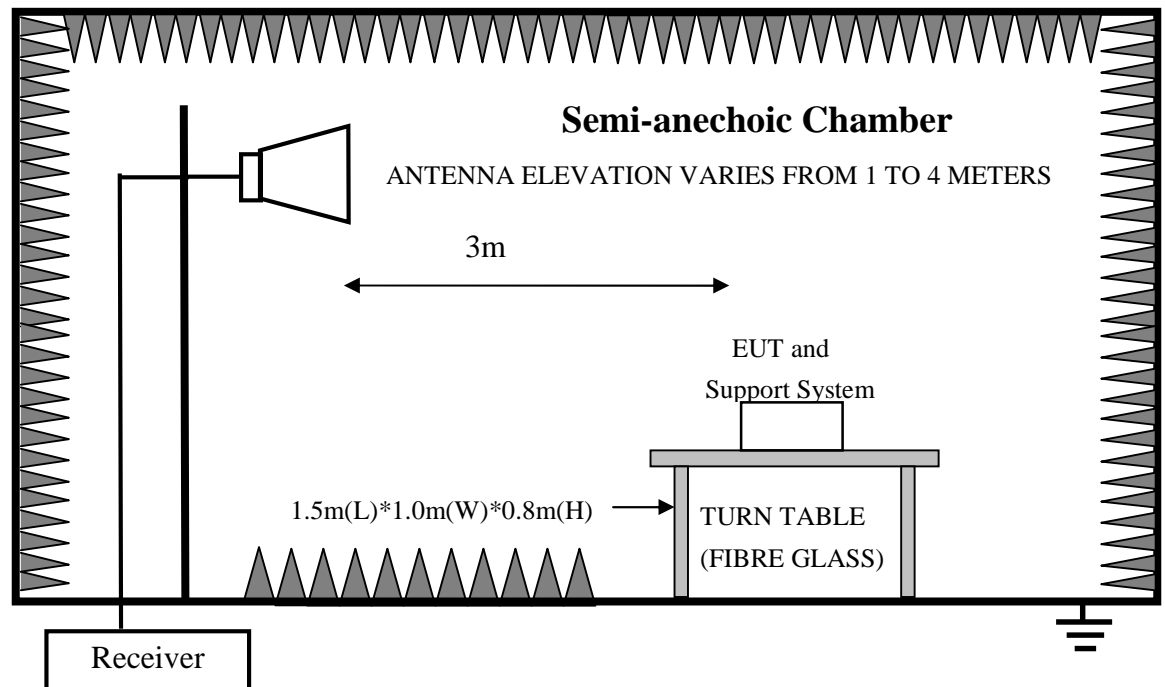 Semi-anechoic Chamber
ANTENNA ELEVATION VARIES FROM 1 TO 4 METERS
3m
EUT and
Support System
1.5m(L)*1.0m(W)*0.8m(H)
TURN TABLE
(FIBRE GLASS)
Receiver